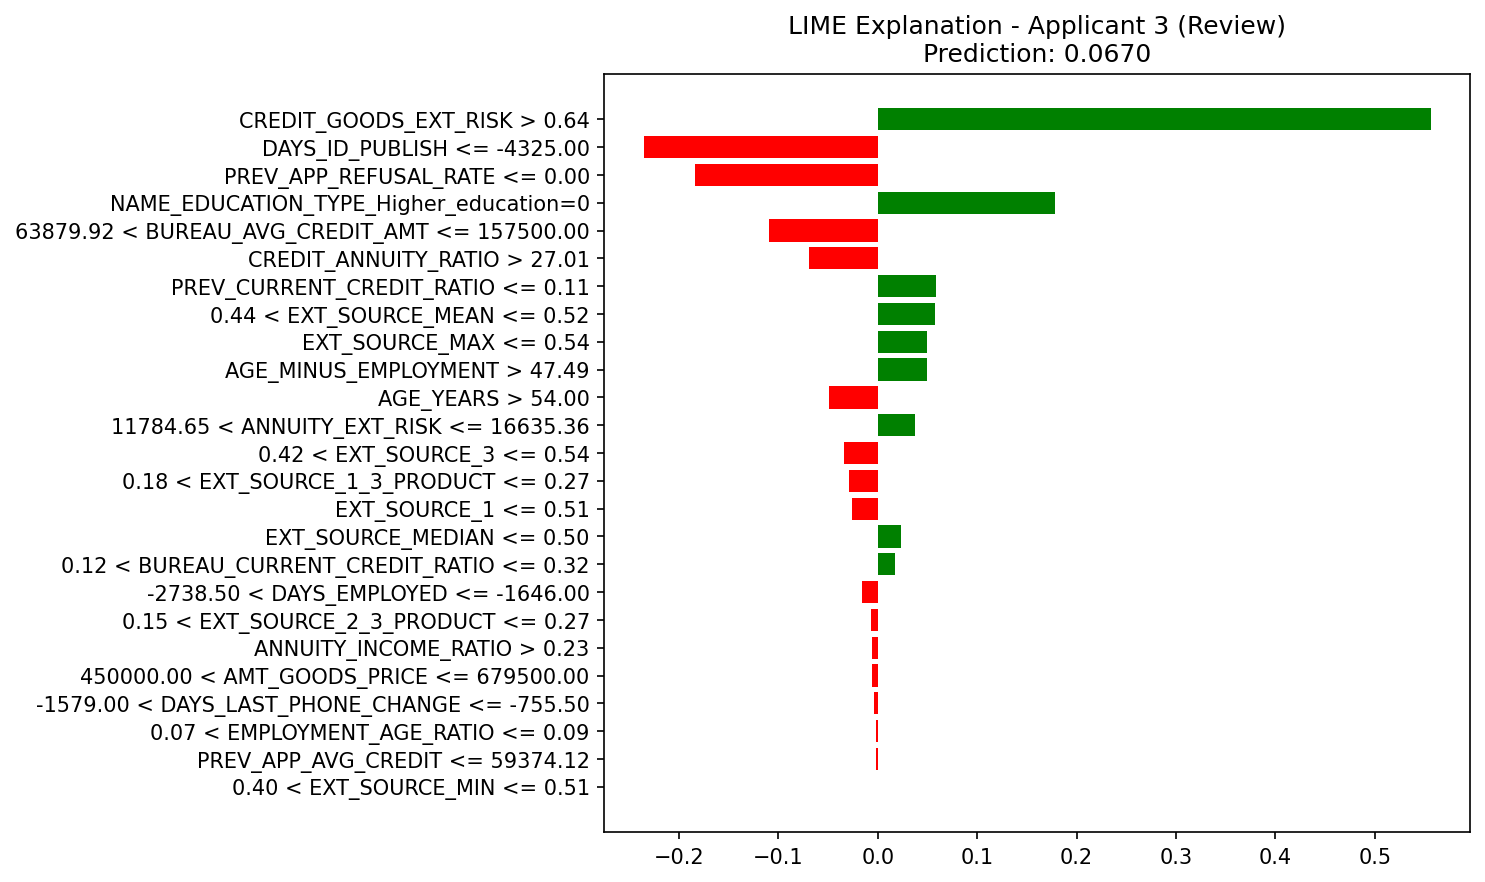 LIME Explanation - Applicant 3 (Review)
Prediction: 0.0670
CREDIT_GOODS_EXT_RISK > 0.64
DAYS_ID_PUBLISH <= -4325.00
PREV_APP_REFUSAL_RATE <= 0.00
NAME_EDUCATION_TYPE_Higher_education=0
63879.92 < BUREAU_AVG_CREDIT_AMT <= 157500.00
CREDIT_ANNUITY_RATIO > 27.01
PREV_CURRENT_CREDIT_RATIO <= 0.11
0.44 < EXT_SOURCE_MEAN <= 0.52
EXT_SOURCE_MAX <= 0.54
AGE_MINUS_EMPLOYMENT > 47.49
AGE_YEARS > 54.00
11784.65 < ANNUITY_EXT_RISK <= 16635.36
0.42 < EXT_SOURCE_3 <= 0.54
0.18 < EXT_SOURCE_1_3_PRODUCT <= 0.27
EXT_SOURCE_1 <= 0.51
EXT_SOURCE_MEDIAN <= 0.50
0.12 < BUREAU_CURRENT_CREDIT_RATIO <= 0.32
-2738.50 < DAYS_EMPLOYED <= -1646.00
0.15 < EXT_SOURCE_2_3_PRODUCT <= 0.27
ANNUITY_INCOME_RATIO > 0.23
450000.00 < AMT_GOODS_PRICE <= 679500.00
-1579.00 < DAYS_LAST_PHONE_CHANGE <= -755.50
0.07 < EMPLOYMENT_AGE_RATIO <= 0.09
PREV_APP_AVG_CREDIT <= 59374.12
0.40 < EXT_SOURCE_MIN <= 0.51
−0.2 −0.1 0.0 0.1 0.2 0.3 0.4 0.5